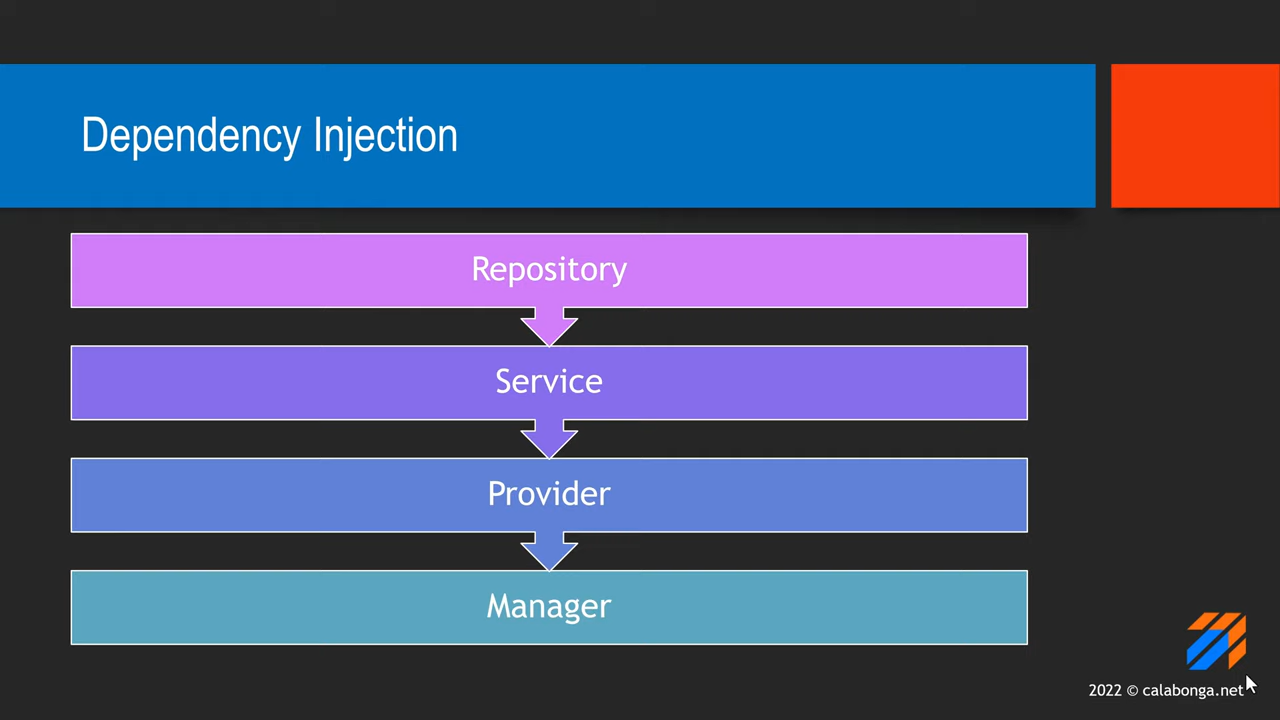 Dependency Injection
Repository
Service
Provider
Manager
2022 © calabonga.net